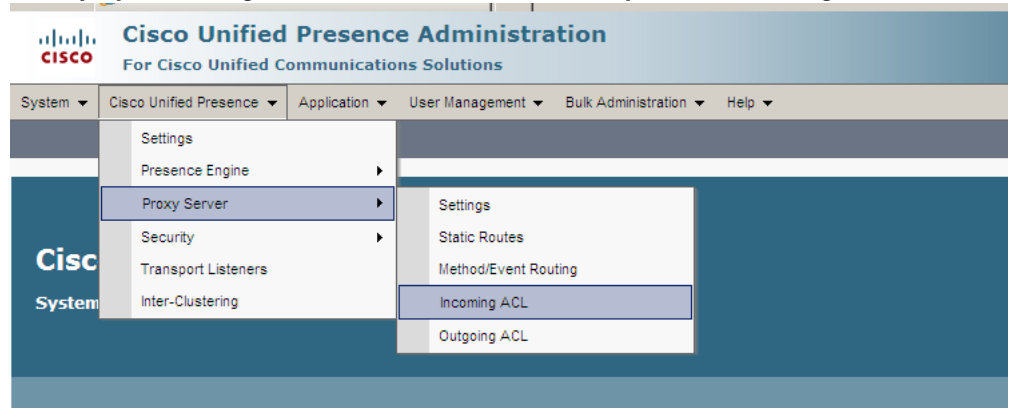 Cisco Unified Presence Administration
CISCO
For Cisco Unified Communications Solutions
System Cisco Unified Presence Application User Management Bulk Administration Help
Settings
Presence Engine
Proxy Server
Settings
Security
Static Routes
Transport Listeners
Method/Event Routing
Inter-Clustering
Incoming ACL
Outgoing ACL
Cisc
System